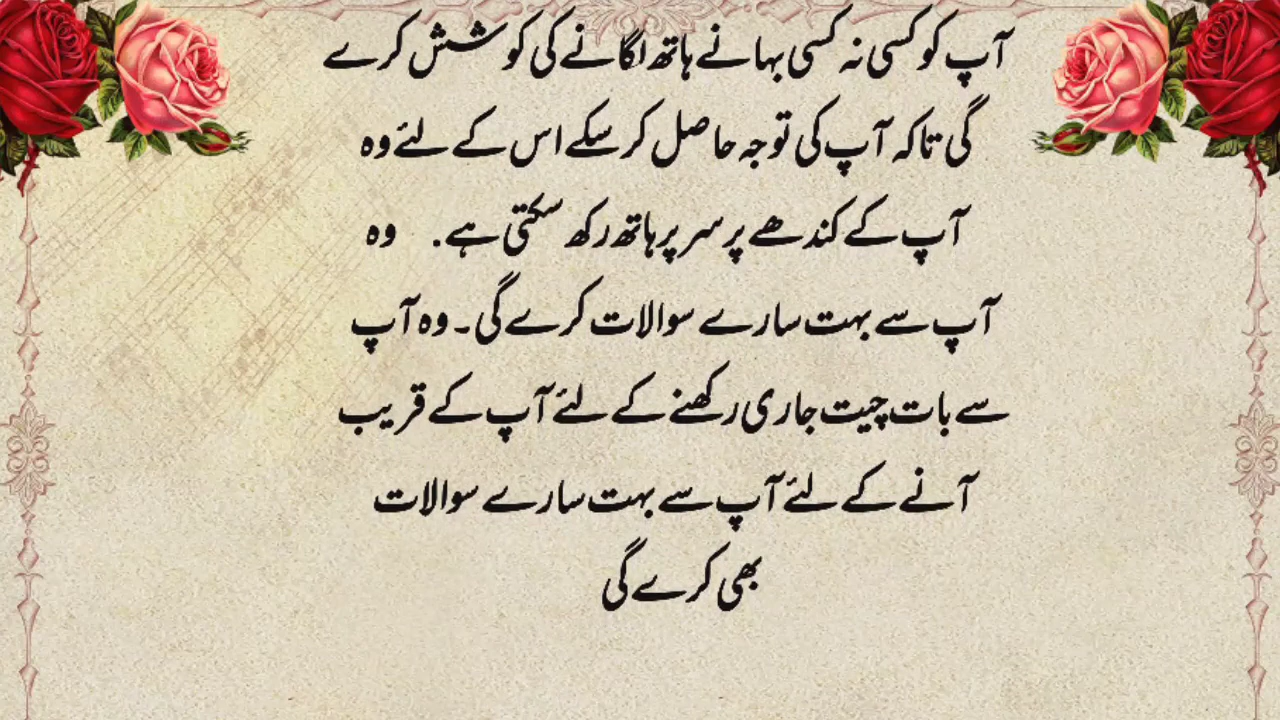 آپ کو کسی نہ کسی بہانے ہاتھ لگانے کی کوشش کرے
گی تاکہ آپ کی توجہ حاصل کر سکے اس کے لئے وہ
آپ کے کندھے پر سر پر ہاتھ رکھ سکتی ہے. وہ
آپ سے بہت سارے سوالات کرے گی۔ وہ آپ
سے بات چیت جاری رکھنے کے لئے آپ کے قریب
آنے کے لئے آپ سے بہت سارے سوالات
بھی کرے گی